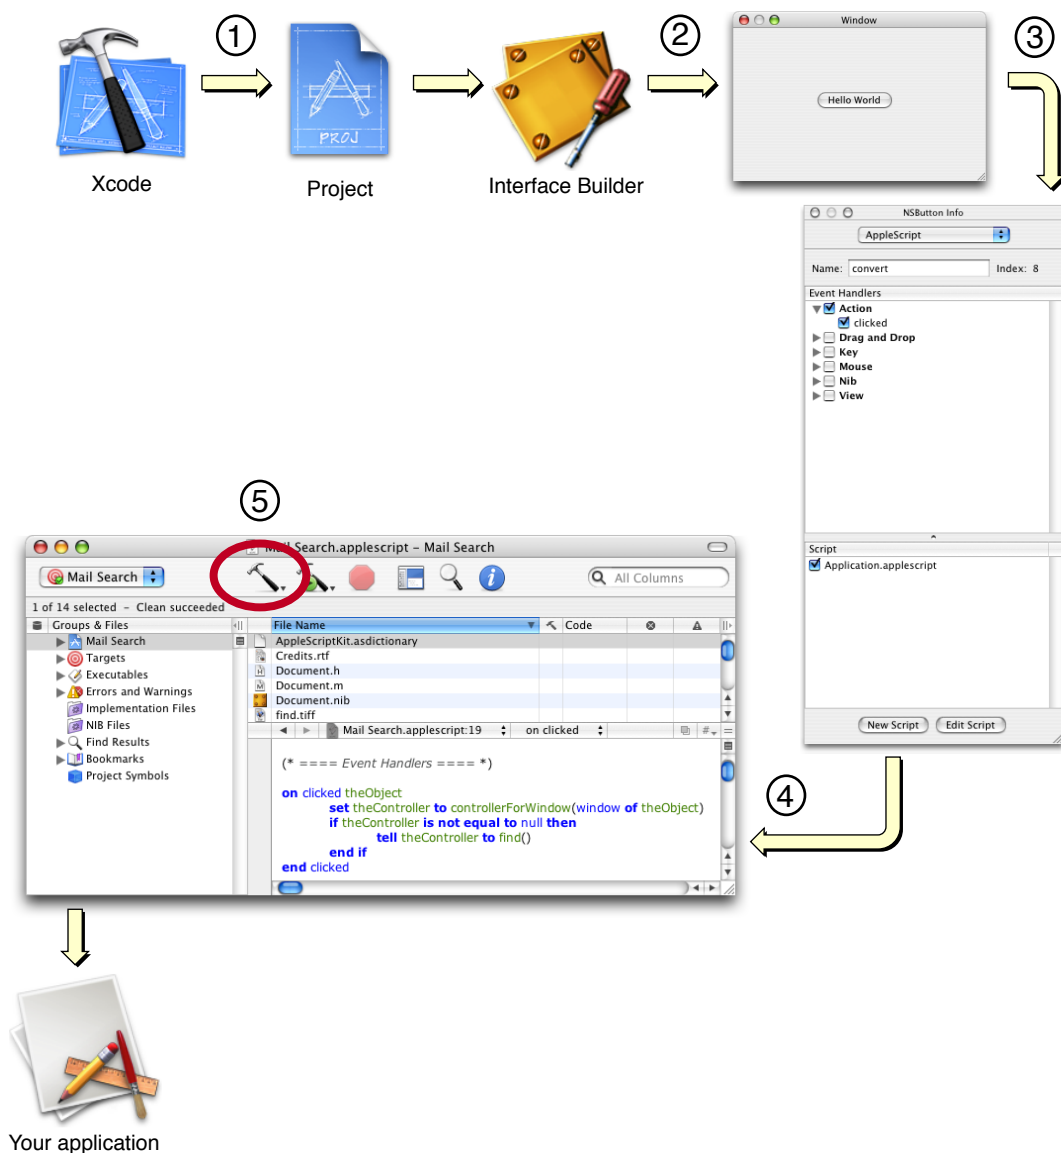 1
2
3
Window
Hello World
PROJ
Xcode
Project
Interface Builder
NSButton Info
AppleScript
Name: convert Index: 8
Event Handlers
Action
clicked
Drag and Drop
Key
Mouse
Nib
View
Script
Application.applescript
New Script Edit Script
4
5
Mail Search.applescript – Mail Search
Mail Search
All Columns
1 of 14 selected – Clean succeeded
Groups & Files
Mail Search
Targets
Executables
Errors and Warnings
Implementation Files
NIB Files
Find Results
Bookmarks
Project Symbols
File Name Code
AppleScriptKit.asdictionary
Credits.rtf
Document.h
Document.m
Document.nib
find.tiff
Mail Search.applescript:19 on clicked #
(* ==== Event Handlers ==== *)
on clicked theObject
set theController to controllerForWindow(window of theObject)
if theController is not equal to null then
tell theController to find()
end if
end clicked
Your application